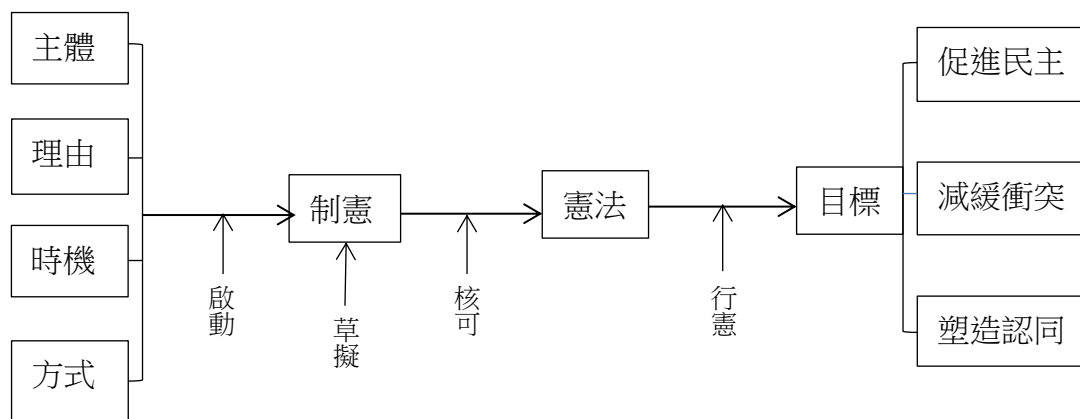 主體
理由
時機
方式
啟動
制憲
草擬
核可
憲法
行憲
目標
促進民主
減緩衝突
塑造認同